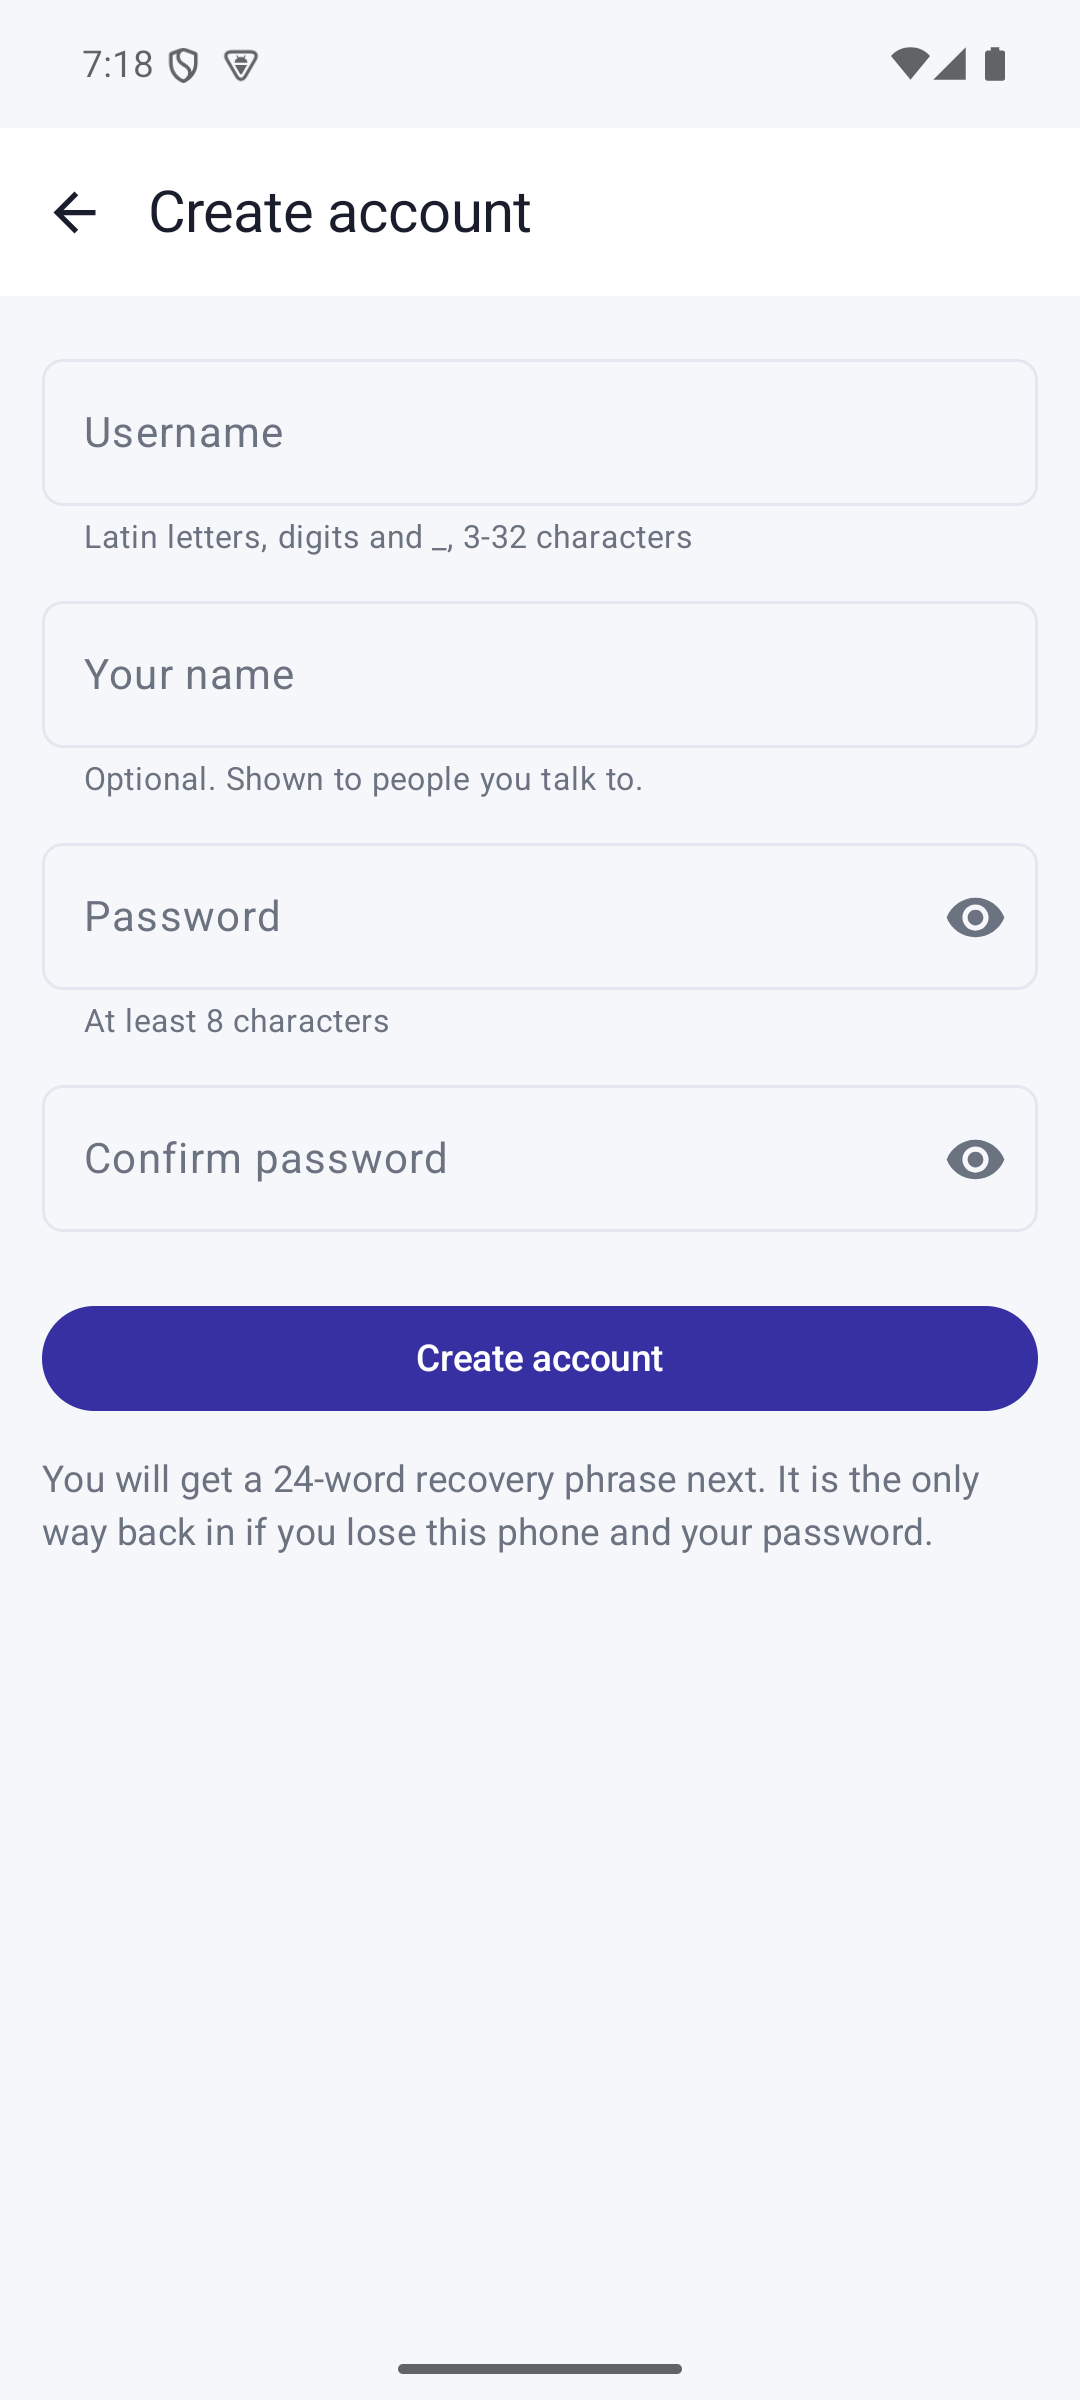 7:18
Create account
Username
Latin letters, digits and _, 3-32 characters
Your name
Optional. Shown to people you talk to.
Password
At least 8 characters
Confirm password
Create account
You will get a 24-word recovery phrase next. It is the only
way back in if you lose this phone and your password.